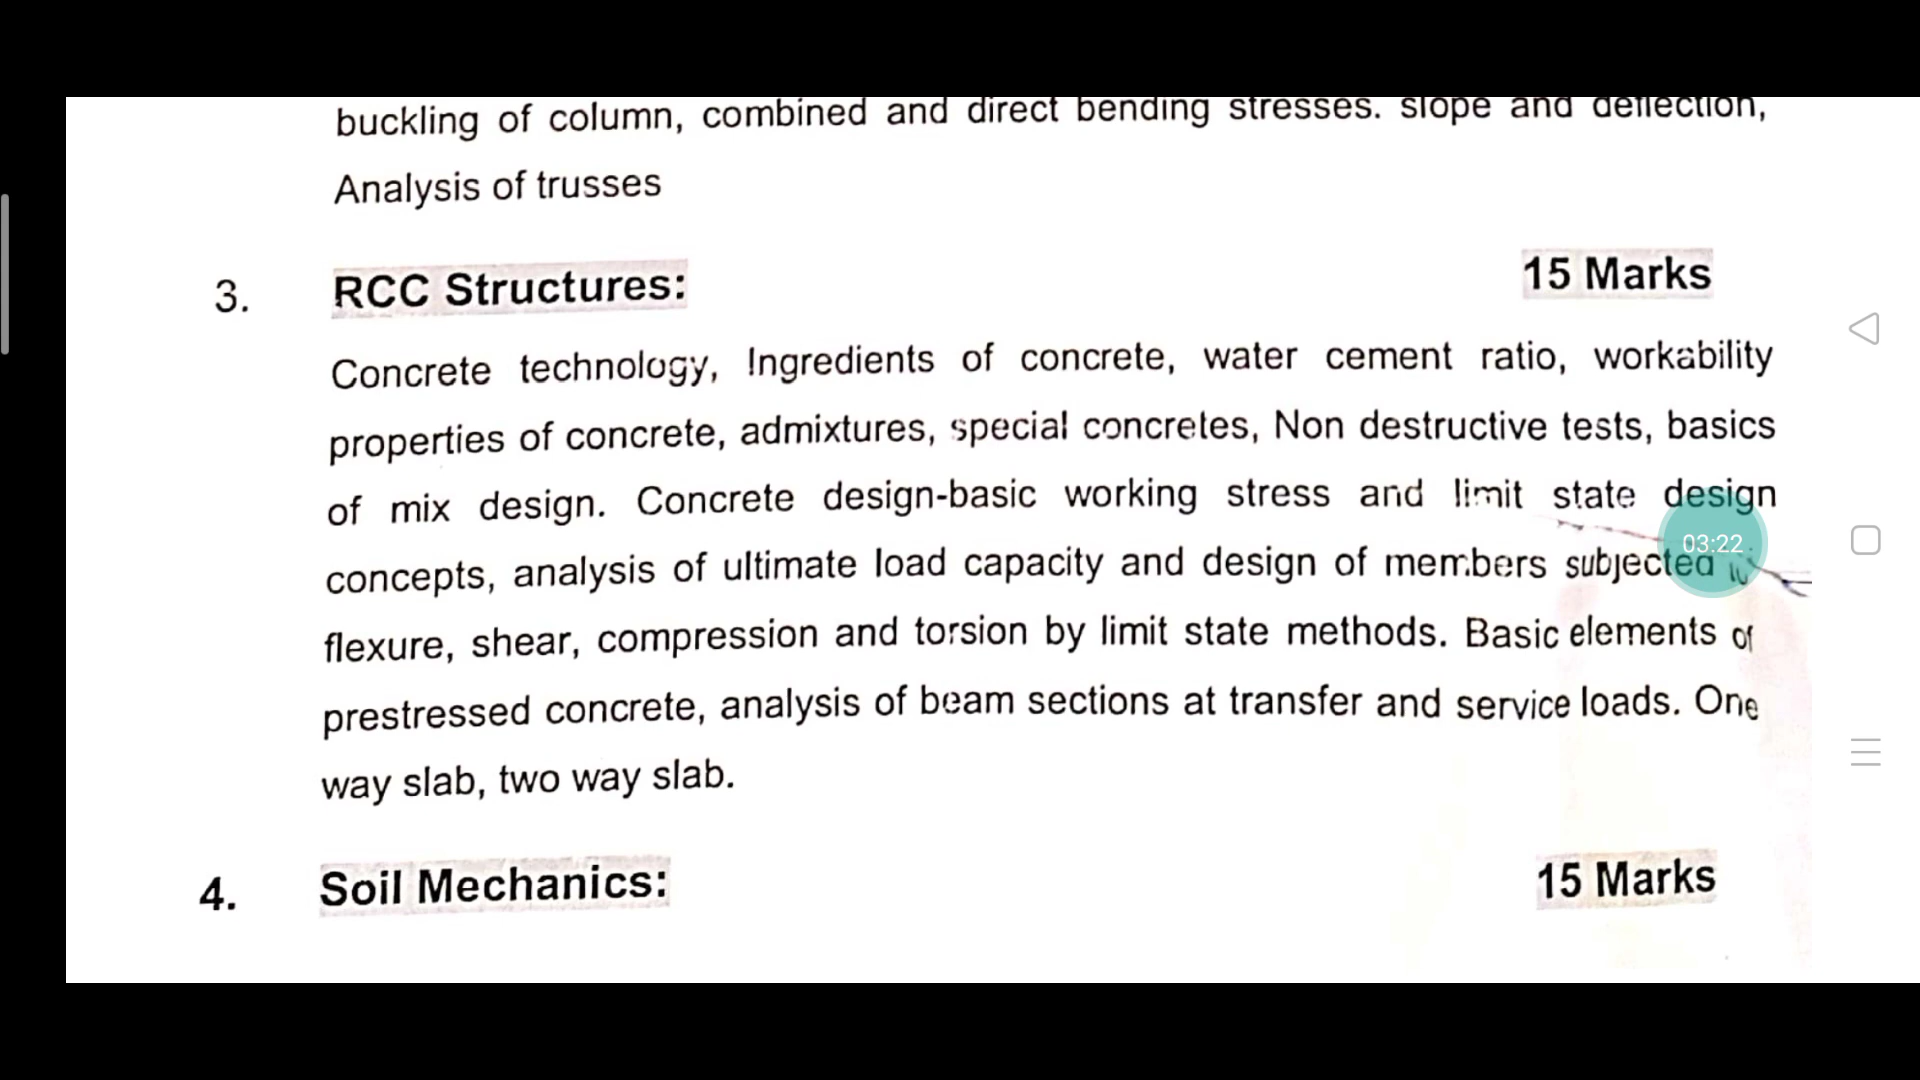 buckling of column, combined and direct bending stresses. slope and deflection,
Analysis of trusses
3. RCC Structures: 15 Marks
Concrete technology, Ingredients of concrete, water cement ratio, workability
properties of concrete, admixtures, special concretes, Non destructive tests, basics
of mix design. Concrete design-basic working stress and limit state design
03:22
concepts, analysis of ultimate load capacity and design of members subjected to
flexure, shear, compression and torsion by limit state methods. Basic elements of
prestressed concrete, analysis of beam sections at transfer and service loads. One
way slab, two way slab.
4. Soil Mechanics: 15 Marks